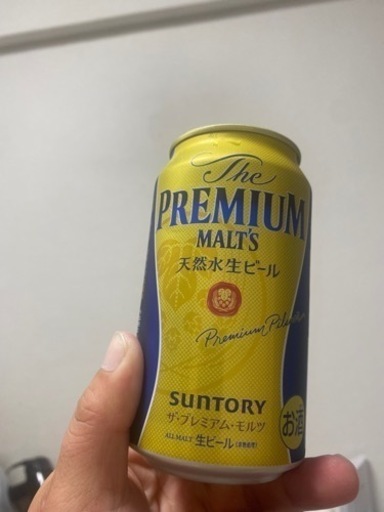 The
PREMIUM
MALT'S
天然水生ビール
Premium Pilsner
SUNTORY
ザ・プレミアム・モルツ
ALL MALT 生ビール
お酒